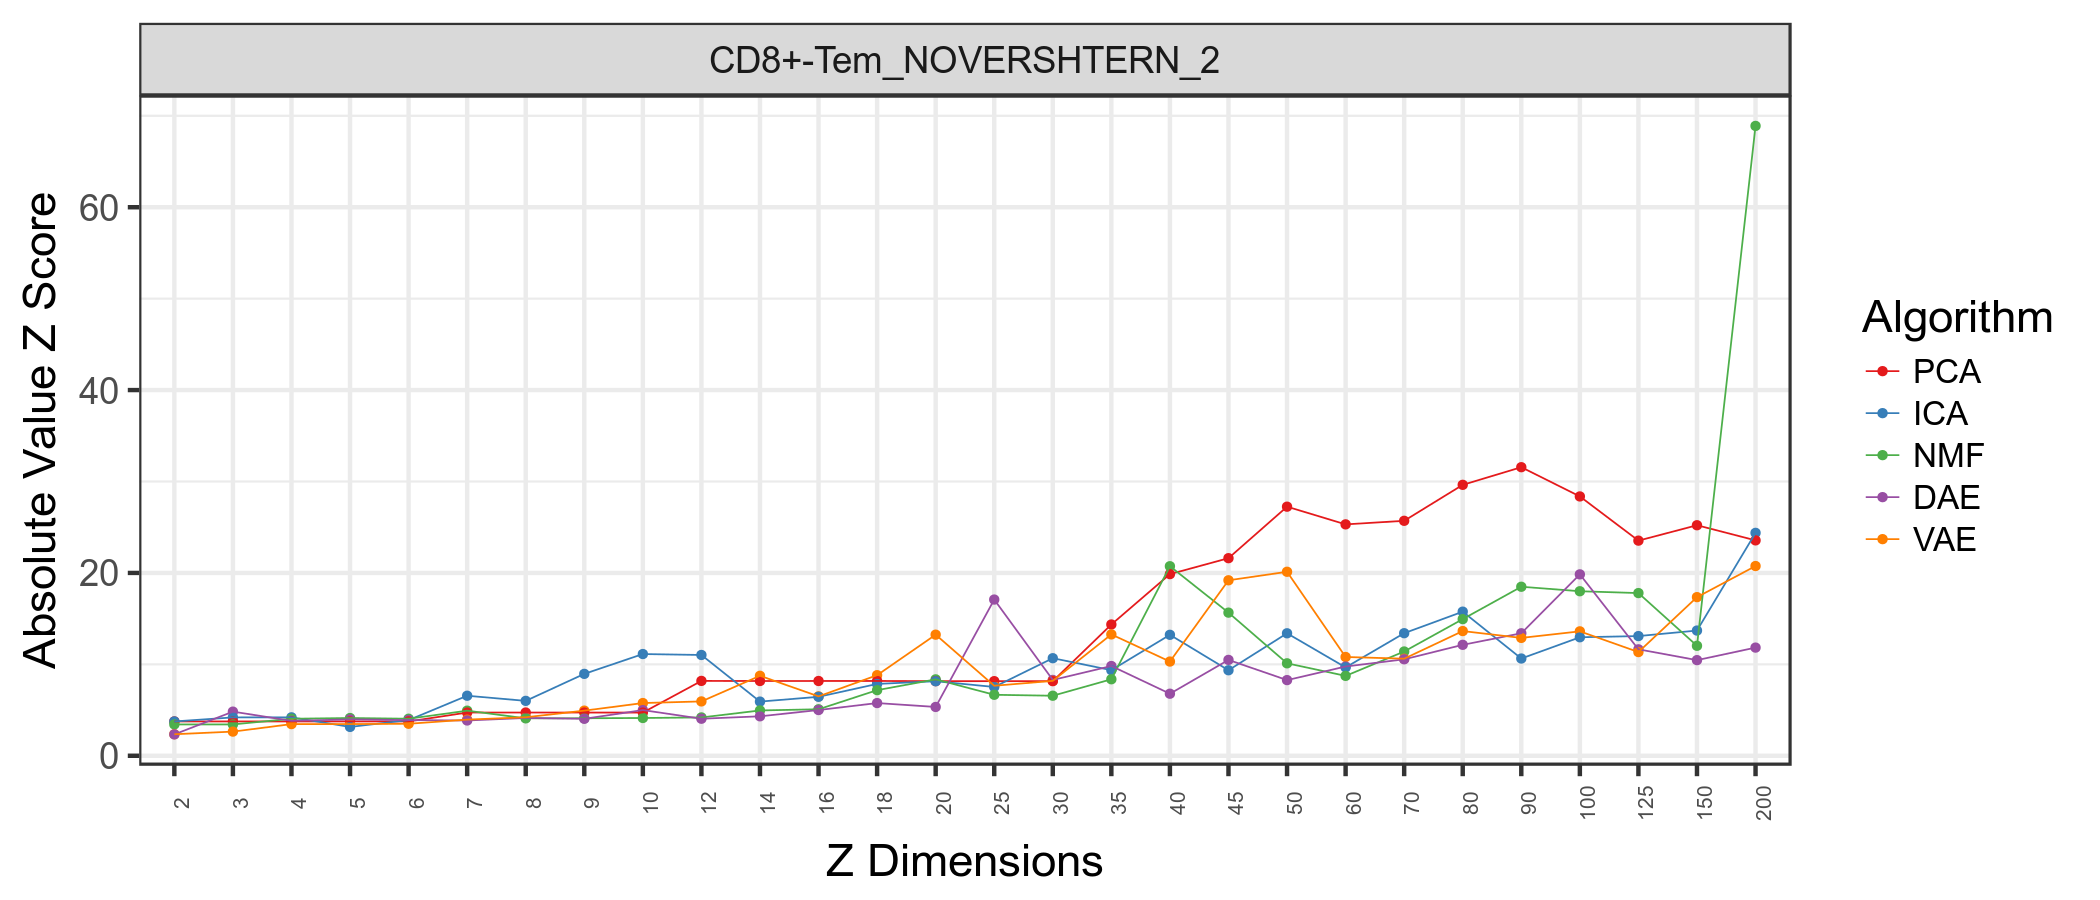 CD8+-Tem_NOVERSHTERN_2
Absolute Value Z Score
60
40
20
0
2 3 4 5 6 7 8 9 10 12 14 16 18 20 25 30 35 40 45 50 60 70 80 90 100 125 150 200
Z Dimensions
Algorithm
PCA
ICA
NMF
DAE
VAE